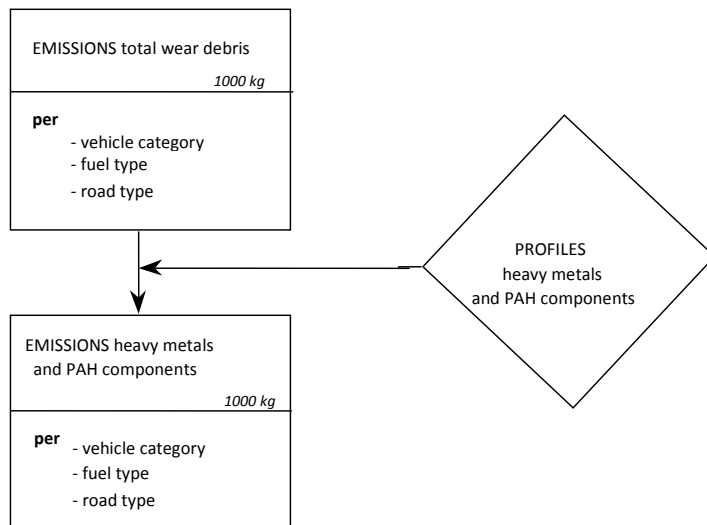 EMISSIONS total wear debris
1000 kg
per
- vehicle category
- fuel type
- road type
PROFILES
heavy metals
and PAH components
EMISSIONS heavy metals
and PAH components
1000 kg
per
- vehicle category
- fuel type
- road type